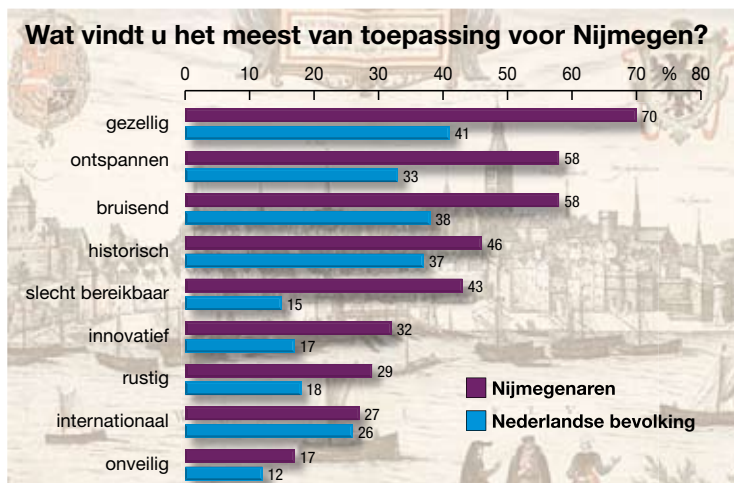 Wat vindt u het meest van toepassing voor Nijmegen?
0 10 20 30 40 50 60 70 % 80
gezellig 70
41
ontspannen 58
33
bruisend 58
38
historisch 46
37
slecht bereikbaar 43
15
innovatief 32
17
rustig 29
18
internationaal 27
26
onveilig 17
12
Nijmegenaren
Nederlandse bevolking